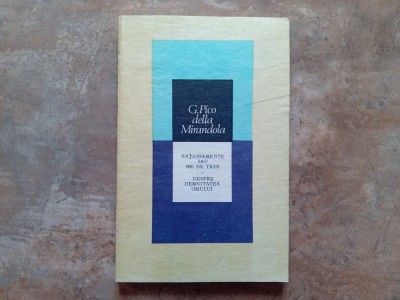 G. Pico
della
Mirandola
RAȚIONAMENTE
SAU
900 DE TEZE
*
DESPRE
DEMNITATEA
OMULUI